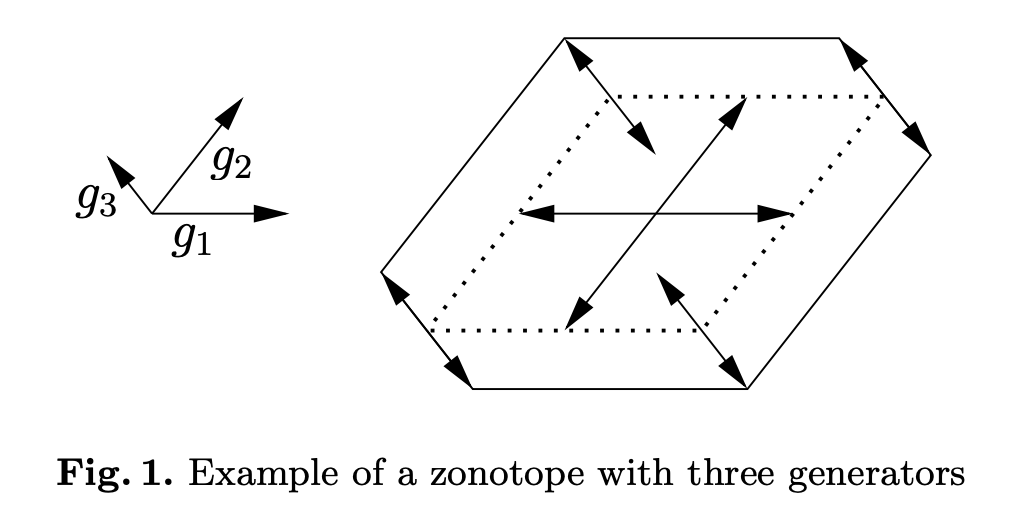 g2
g3
g1
Fig. 1. Example of a zonotope with three generators